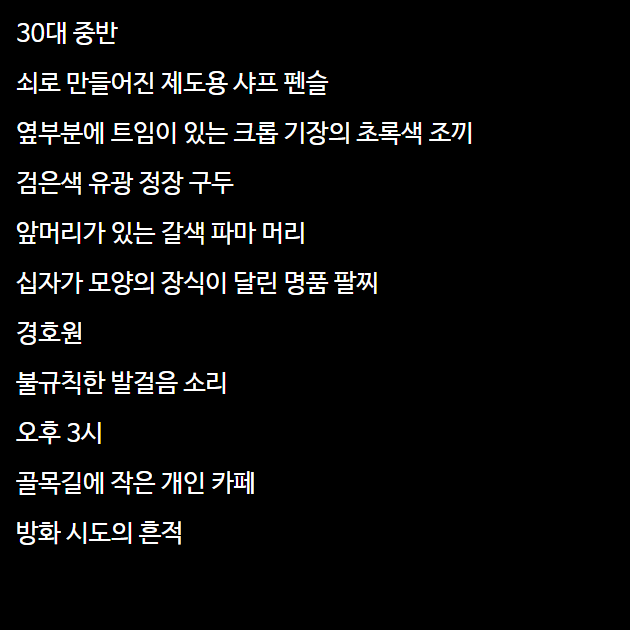 30대 중반
쇠로 만들어진 제도용 샤프 펜슬
옆부분에 트임이 있는 크롭 기장의 초록색 조끼
검은색 유광 정장 구두
앞머리가 있는 갈색 파마 머리
십자가 모양의 장식이 달린 명품 팔찌
경호원
불규칙한 발걸음 소리
오후 3시
골목길에 작은 개인 카페
방화 시도의 흔적